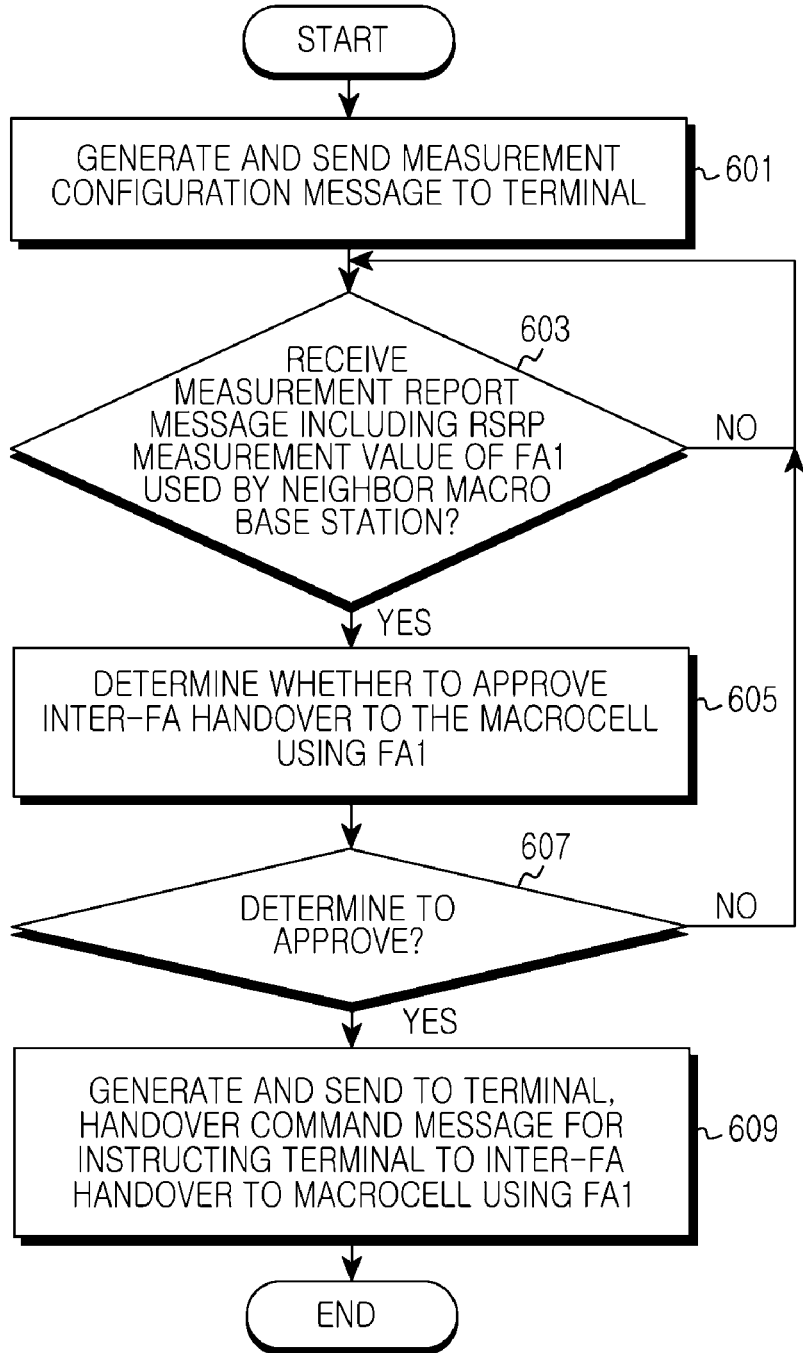 START
GENERATE AND SEND MEASUREMENT
CONFIGURATION MESSAGE TO TERMINAL
601
603
RECEIVE
MEASUREMENT REPORT
MESSAGE INCLUDING RSRP
MEASUREMENT VALUE OF FA1
USED BY NEIGHBOR MACRO
BASE STATION?
NO
YES
DETERMINE WHETHER TO APPROVE
INTER-FA HANDOVER TO THE MACROCELL
USING FA1
605
607
DETERMINE TO
APPROVE?
NO
YES
GENERATE AND SEND TO TERMINAL,
HANDOVER COMMAND MESSAGE FOR
INSTRUCTING TERMINAL TO INTER-FA
HANDOVER TO MACROCELL USING FA1
609
END